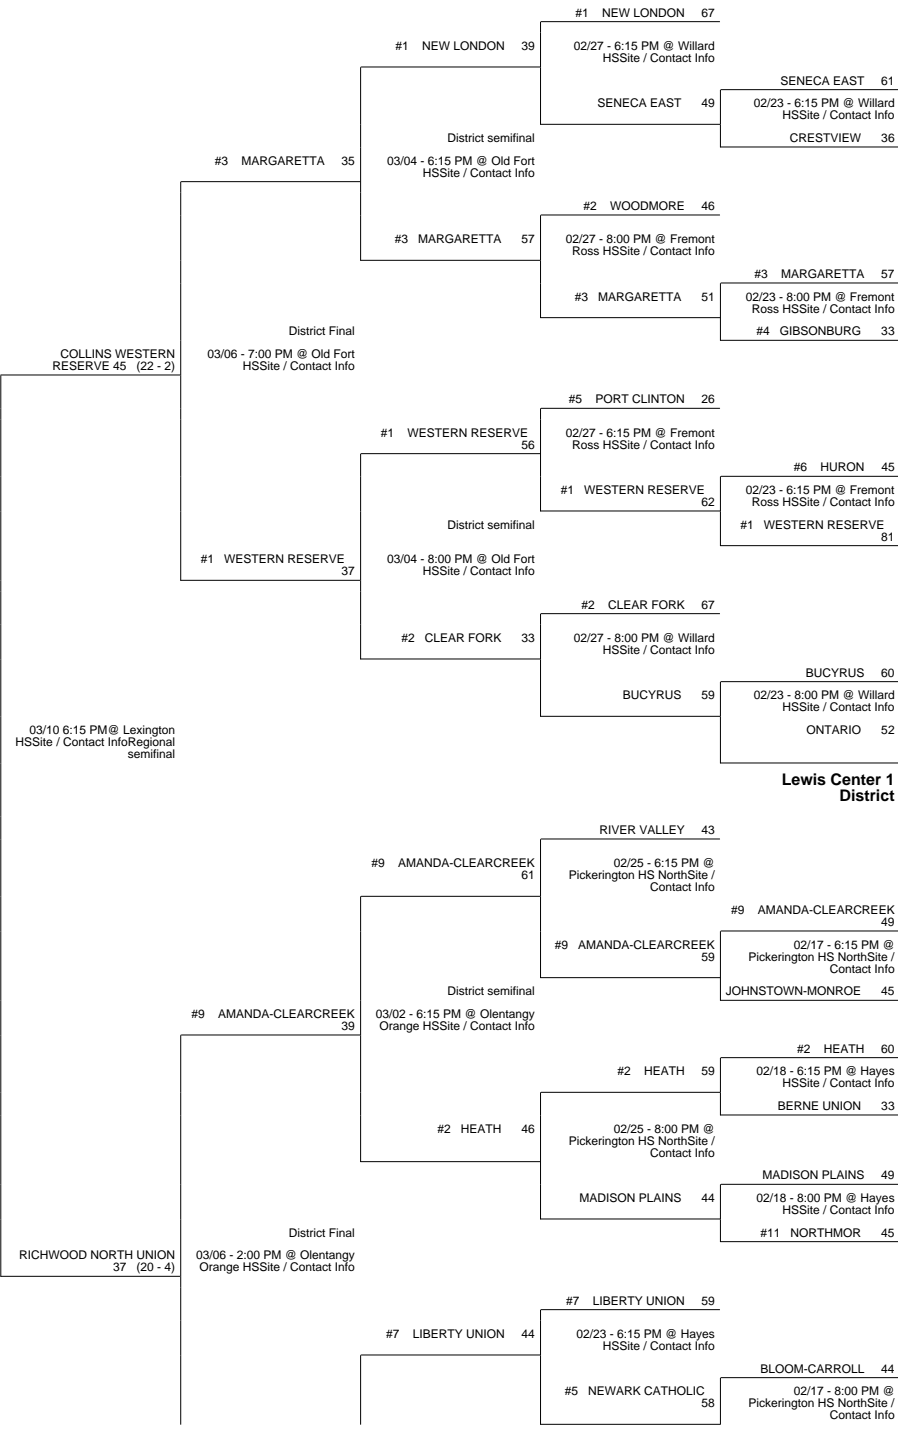 #1 NEW LONDON 67
#1 NEW LONDON 39
02/27 - 6:15 PM @ Willard
HSSite / Contact Info
SENECA EAST 61
SENECA EAST 49
02/23 - 6:15 PM @ Willard
HSSite / Contact Info
District semifinal
CRESTVIEW 36
#3 MARGARETTA 35
03/04 - 6:15 PM @ Old Fort
HSSite / Contact Info
#2 WOODMORE 46
#3 MARGARETTA 57
02/27 - 8:00 PM @ Fremont
Ross HSSite / Contact Info
#3 MARGARETTA 57
#3 MARGARETTA 51
02/23 - 8:00 PM @ Fremont
Ross HSSite / Contact Info
District Final
#4 GIBSONBURG 33
COLLINS WESTERN
RESERVE 45 (22 - 2)
03/06 - 7:00 PM @ Old Fort
HSSite / Contact Info
#5 PORT CLINTON 26
#1 WESTERN RESERVE
56
02/27 - 6:15 PM @ Fremont
Ross HSSite / Contact Info
#6 HURON 45
#1 WESTERN RESERVE
62
02/23 - 6:15 PM @ Fremont
Ross HSSite / Contact Info
District semifinal
#1 WESTERN RESERVE
81
#1 WESTERN RESERVE
37
03/04 - 8:00 PM @ Old Fort
HSSite / Contact Info
#2 CLEAR FORK 67
#2 CLEAR FORK 33
02/27 - 8:00 PM @ Willard
HSSite / Contact Info
BUCYRUS 60
BUCYRUS 59
02/23 - 8:00 PM @ Willard
HSSite / Contact Info
ONTARIO 52
03/10 6:15 PM@ Lexington
HSSite / Contact InfoRegional
semifinal
Lewis Center 1
District
RIVER VALLEY 43
#9 AMANDA-CLEARCREEK
61
02/25 - 6:15 PM @
Pickerington HS NorthSite /
Contact Info
#9 AMANDA-CLEARCREEK
49
#9 AMANDA-CLEARCREEK
59
02/17 - 6:15 PM @
Pickerington HS NorthSite /
Contact Info
District semifinal
JOHNSTOWN-MONROE 45
#9 AMANDA-CLEARCREEK
39
03/02 - 6:15 PM @ Olentangy
Orange HSSite / Contact Info
#2 HEATH 60
#2 HEATH 59
02/18 - 6:15 PM @ Hayes
HSSite / Contact Info
BERNE UNION 33
#2 HEATH 46
02/25 - 8:00 PM @
Pickerington HS NorthSite /
Contact Info
MADISON PLAINS 49
MADISON PLAINS 44
02/18 - 8:00 PM @ Hayes
HSSite / Contact Info
District Final
#11 NORTHMOR 45
RICHWOOD NORTH UNION
37 (20 - 4)
03/06 - 2:00 PM @ Olentangy
Orange HSSite / Contact Info
#7 LIBERTY UNION 59
#7 LIBERTY UNION 44
02/23 - 6:15 PM @ Hayes
HSSite / Contact Info
BLOOM-CARROLL 44
#5 NEWARK CATHOLIC
58
02/17 - 8:00 PM @
Pickerington HS NorthSite /
Contact Info